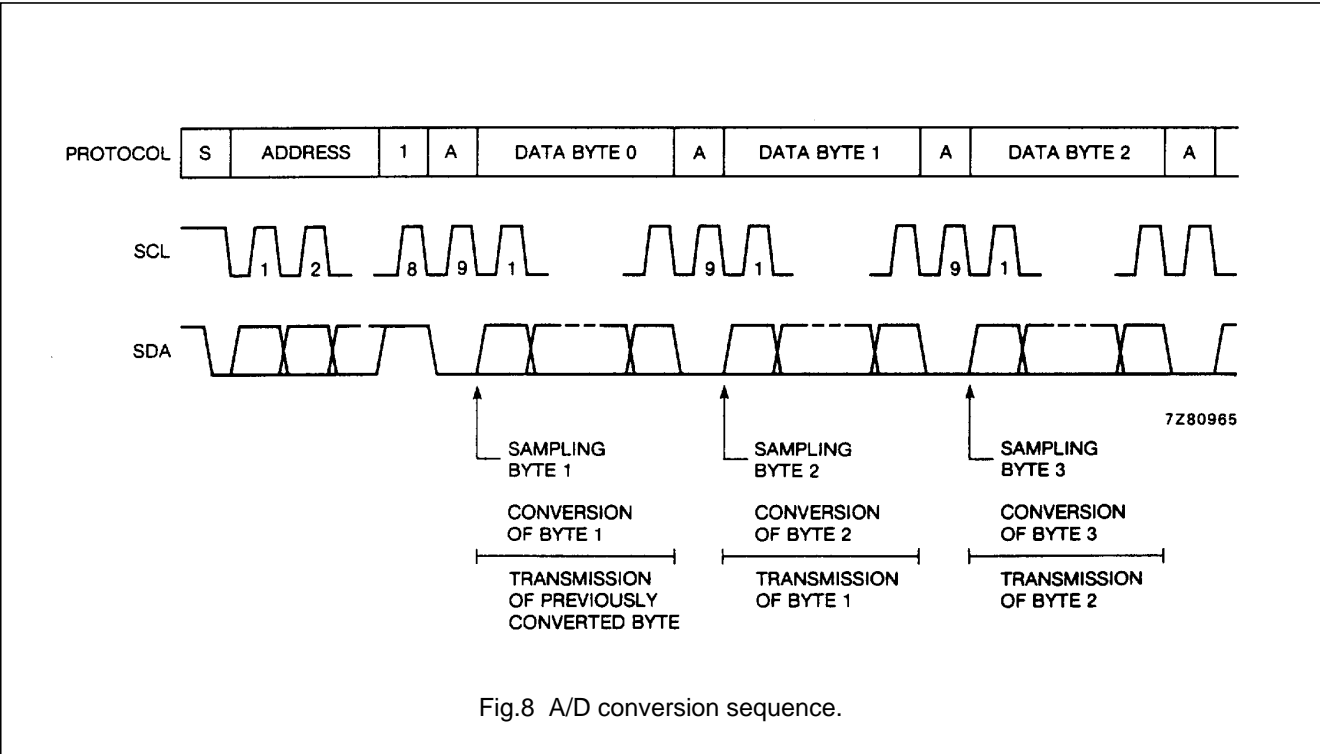 PROTOCOL S ADDRESS 1 A DATA BYTE 0 A DATA BYTE 1 A DATA BYTE 2 A
SCL 1 2 8 9 1 9 1 9 1
SDA
7Z80965
SAMPLING BYTE 1
SAMPLING BYTE 2
SAMPLING BYTE 3
CONVERSION OF BYTE 1
CONVERSION OF BYTE 2
CONVERSION OF BYTE 3
TRANSMISSION OF PREVIOUSLY CONVERTED BYTE
TRANSMISSION OF BYTE 1
TRANSMISSION OF BYTE 2
Fig.8 A/D conversion sequence.